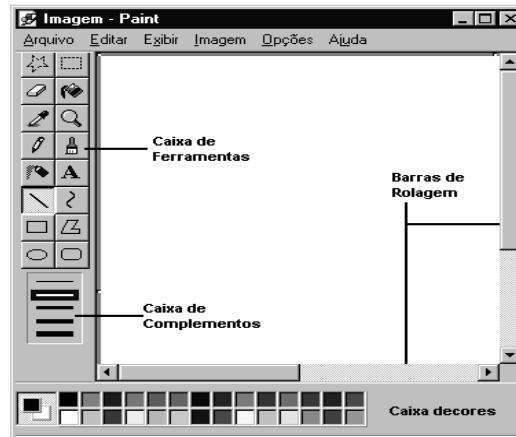 Imagem - Paint
Arquivo Editar Exibir Imagem Opções Ajuda
A
Caixa de
Ferramentas
Barras de
Rolagem
Caixa de
Complementos
Caixa decores